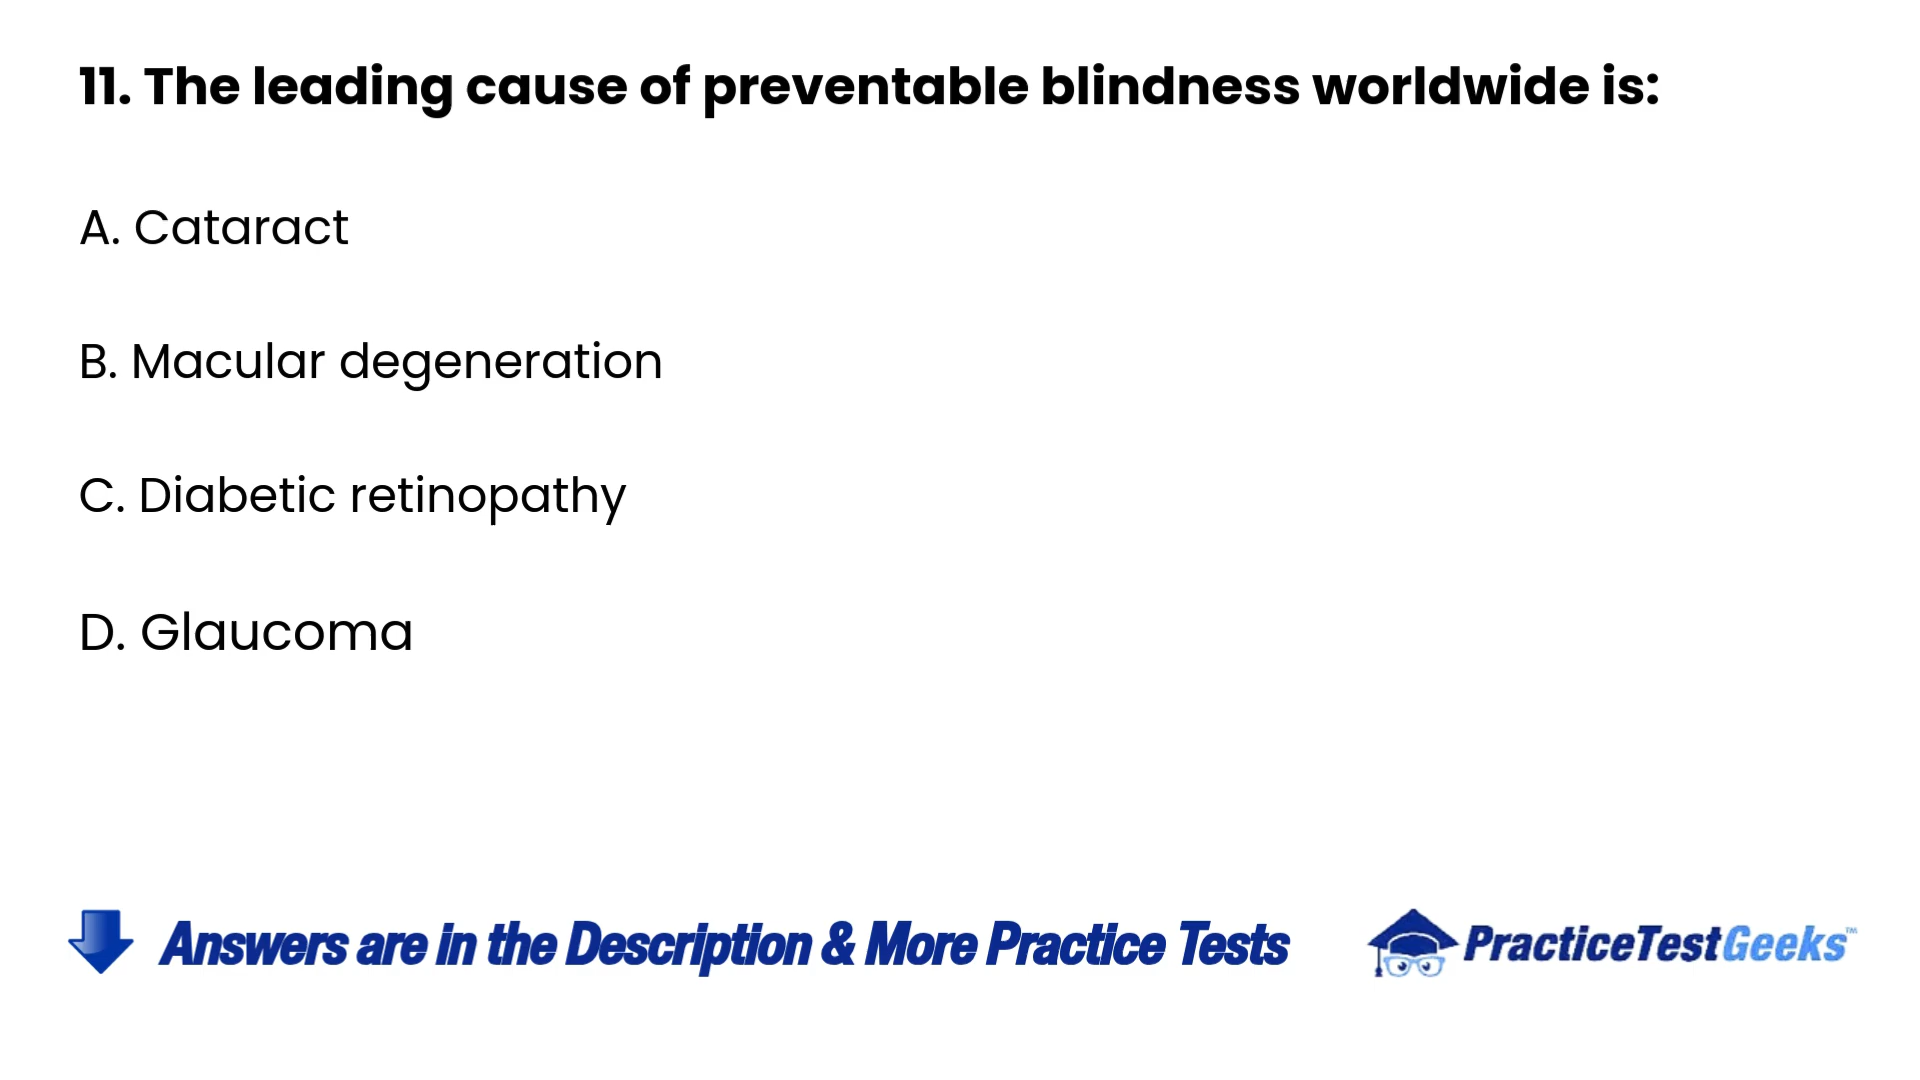 11. The leading cause of preventable blindness worldwide is:
A. Cataract
B. Macular degeneration
C. Diabetic retinopathy
D. Glaucoma
Answers are in the Description & More Practice Tests
PracticeTestGeeks™